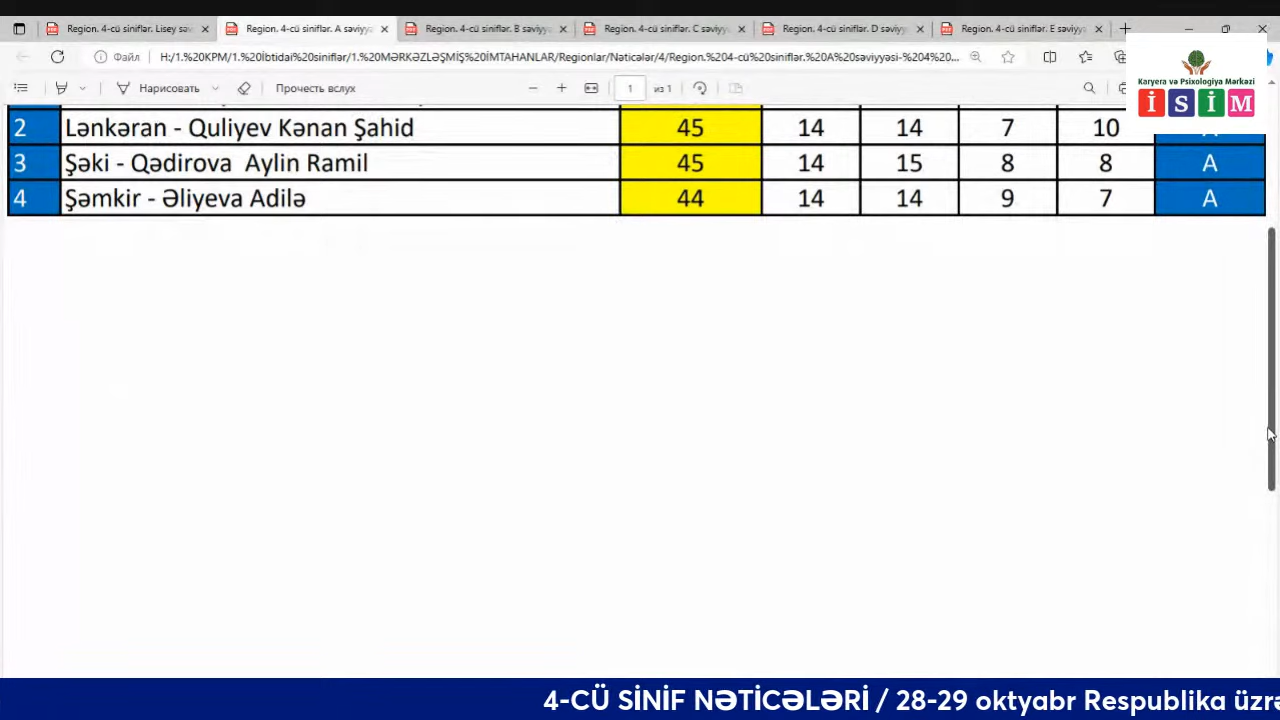 Region. 4-cü siniflər. Lisey səv
Region. 4-cü siniflər. A səviyyə
Region. 4-cü siniflər. B səviyyə
Region. 4-cü siniflər. C səviyyə
Region. 4-cü siniflər. D səviyy
Region. 4-cü siniflər. E səviyyə
Файл
H:/1.%20KPM/1.%20İbtidai%20siniflər/1.%20MƏRKƏZLƏŞMİŞ%20İMTAHANLAR/Regionlar/Nəticələr/4/Region.%204-cü%20siniflər.%20A%20səviyyəsi-%204%20...
Нарисовать
Прочесть вслух
1 из 1
Karyera və Psixologiya Mərkəzi
İSİM
2 Lənkəran - Quliyev Kənan Şahid 45 14 14 7 10
3 Şəki - Qədirova Aylin Ramil 45 14 15 8 8 A
4 Şəmkir - Əliyeva Adilə 44 14 14 9 7 A
4-CÜ SİNİF NƏTİCƏLƏRİ / 28-29 oktyabr Respublika üzrə